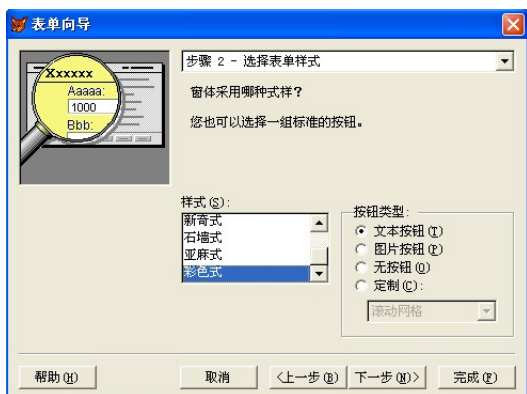 表单向导
步骤 2 - 选择表单样式
Xxxxxx
Aaaaa:
1000
Bbb:
窗体采用哪种式样?
您也可以选择一组标准的按钮。
样式(S):
新奇式
石墙式
亚麻式
彩色式
按钮类型:
文本按钮(T)
图片按钮(P)
无按钮(O)
定制(C):
滚动网格
帮助(H)
取消
<上一步(B)
下一步(N)>
完成(F)